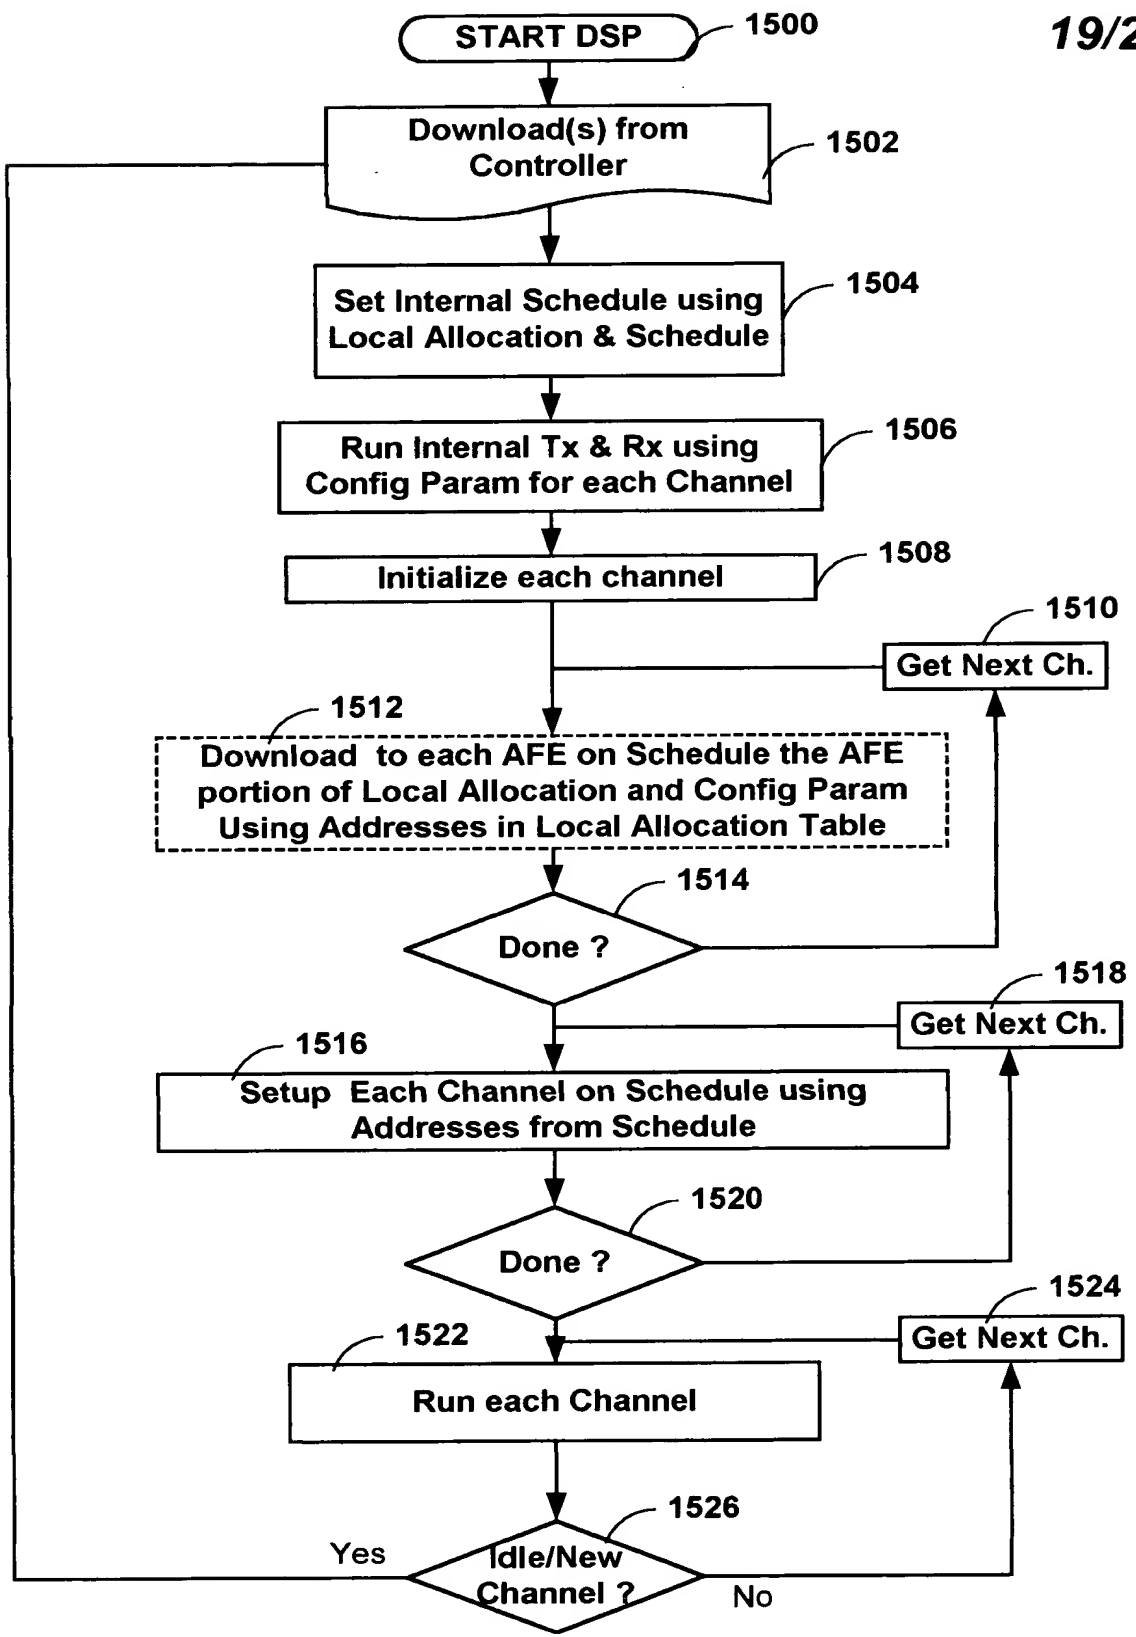 START DSP
1500
19/2
Download(s) from
Controller
1502
Set Internal Schedule using
Local Allocation & Schedule
1504
Run Internal Tx & Rx using
Config Param for each Channel
1506
Initialize each channel
1508
1510
Get Next Ch.
1512
Download to each AFE on Schedule the AFE
portion of Local Allocation and Config Param
Using Addresses in Local Allocation Table
1514
Done ?
1518
Get Next Ch.
1516
Setup Each Channel on Schedule using
Addresses from Schedule
1520
Done ?
1524
Get Next Ch.
1522
Run each Channel
1526
Idle/New
Channel ?
Yes
No